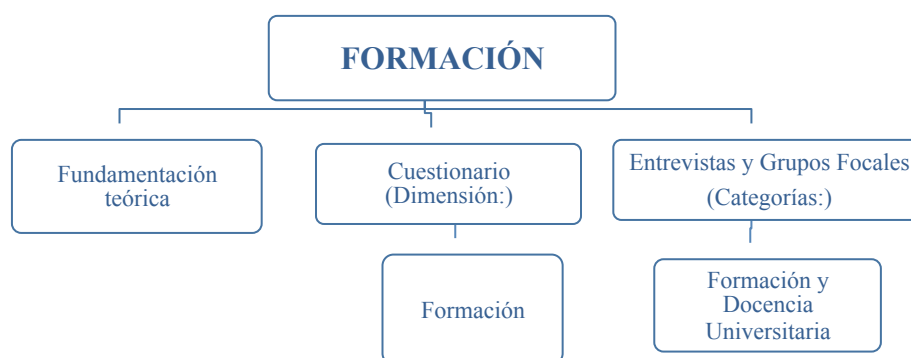 FORMACIÓN
Fundamentación
teórica
Cuestionario
(Dimensión:)
Entrevistas y Grupos Focales
(Categorías:)
Formación
Formación y
Docencia
Universitaria